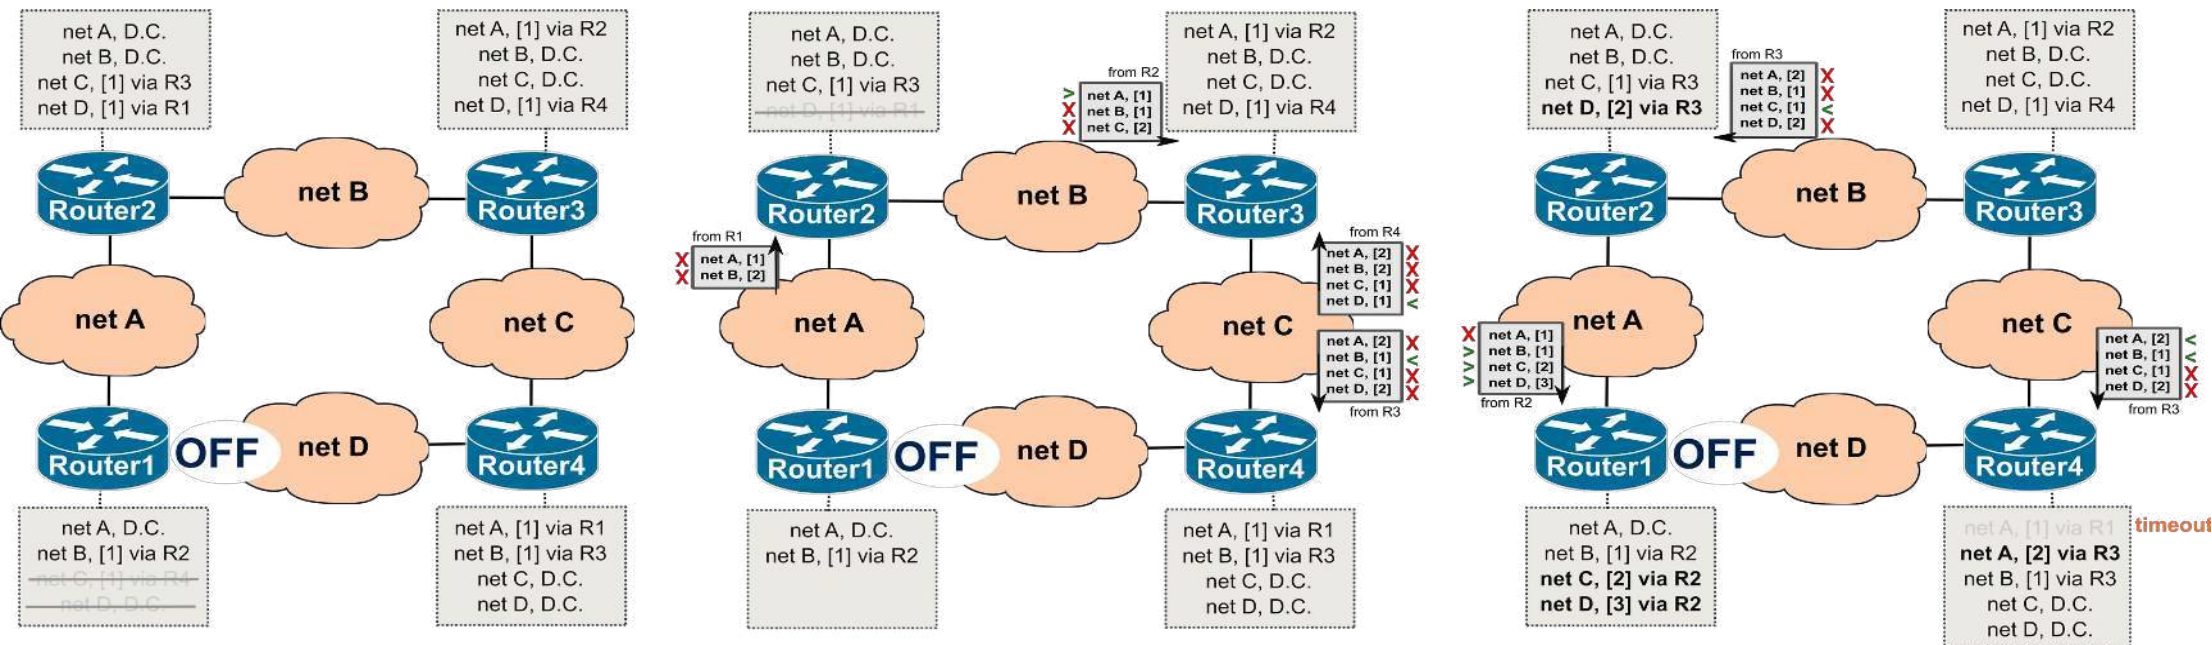 net A, D.C.
net B, D.C.
net C, [1] via R3
net D, [1] via R1
net A, [1] via R2
net B, D.C.
net C, D.C.
net D, [1] via R4
Router2
net B
Router3
net A
net C
Router1
OFF
net D
Router4
net A, D.C.
net B, [1] via R2
net C, [1] via R4
net D, D.C.
net A, [1] via R1
net B, [1] via R3
net C, D.C.
net D, D.C.
net A, D.C.
net B, D.C.
net C, [1] via R3
net D, [1] via R1
from R2
> net A, [1]
X net B, [1]
X net C, [2]
net A, [1] via R2
net B, D.C.
net C, D.C.
net D, [1] via R4
Router2
net B
Router3
from R1
X net A, [1]
X net B, [2]
from R4
net A, [2] X
net B, [2] X
net C, [1] X
net D, [1] <
net A
net C
net A, [2] X
net B, [1] <
net C, [1] X
net D, [2] X
from R3
Router1
OFF
net D
Router4
net A, D.C.
net B, [1] via R2
net A, [1] via R1
net B, [1] via R3
net C, D.C.
net D, D.C.
net A, D.C.
net B, D.C.
net C, [1] via R3
net D, [2] via R3
from R3
net A, [2] X
net B, [1] X
net C, [1] <
net D, [2] X
net A, [1] via R2
net B, D.C.
net C, D.C.
net D, [1] via R4
Router2
net B
Router3
net A
net C
X net A, [1]
> net B, [1]
> net C, [2]
> net D, [3]
from R2
net A, [2] <
net B, [1] <
net C, [1] X
net D, [2] X
from R3
Router1
OFF
net D
Router4
net A, D.C.
net B, [1] via R2
net C, [2] via R2
net D, [3] via R2
net A, [1] via R1 timeout
net A, [2] via R3
net B, [1] via R3
net C, D.C.
net D, D.C.